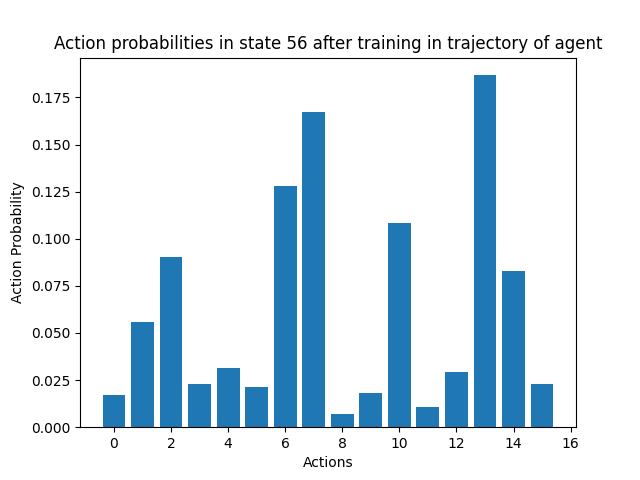 Action probabilities in state 56 after training in trajectory of agent
0.175
0.150
0.125
0.100
0.075
0.050
0.025
0.000
Action Probability
0 2 4 6 8 10 12 14 16
Actions